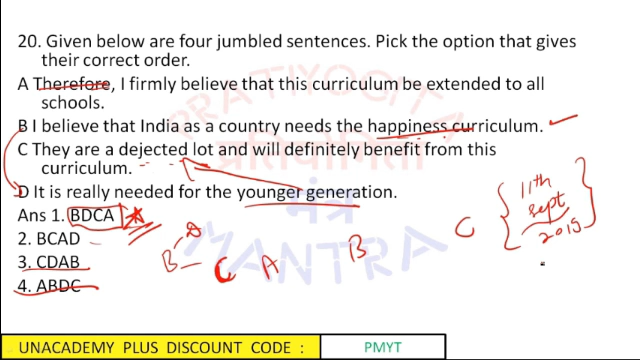 20. Given below are four jumbled sentences. Pick the option that gives
their correct order.
A Therefore, I firmly believe that this curriculum be extended to all
schools.
B I believe that India as a country needs the happiness curriculum.
C They are a dejected lot and will definitely benefit from this
curriculum.
D It is really needed for the younger generation.
Ans 1. BDCA
2. BCAD
3. CDAB
4. ABDC
B D C A B C
11th
sept
2019
PRATIYOGITA
प्रतियोगिता
मंत्र
MANTRA
UNACADEMY PLUS DISCOUNT CODE : PMYT